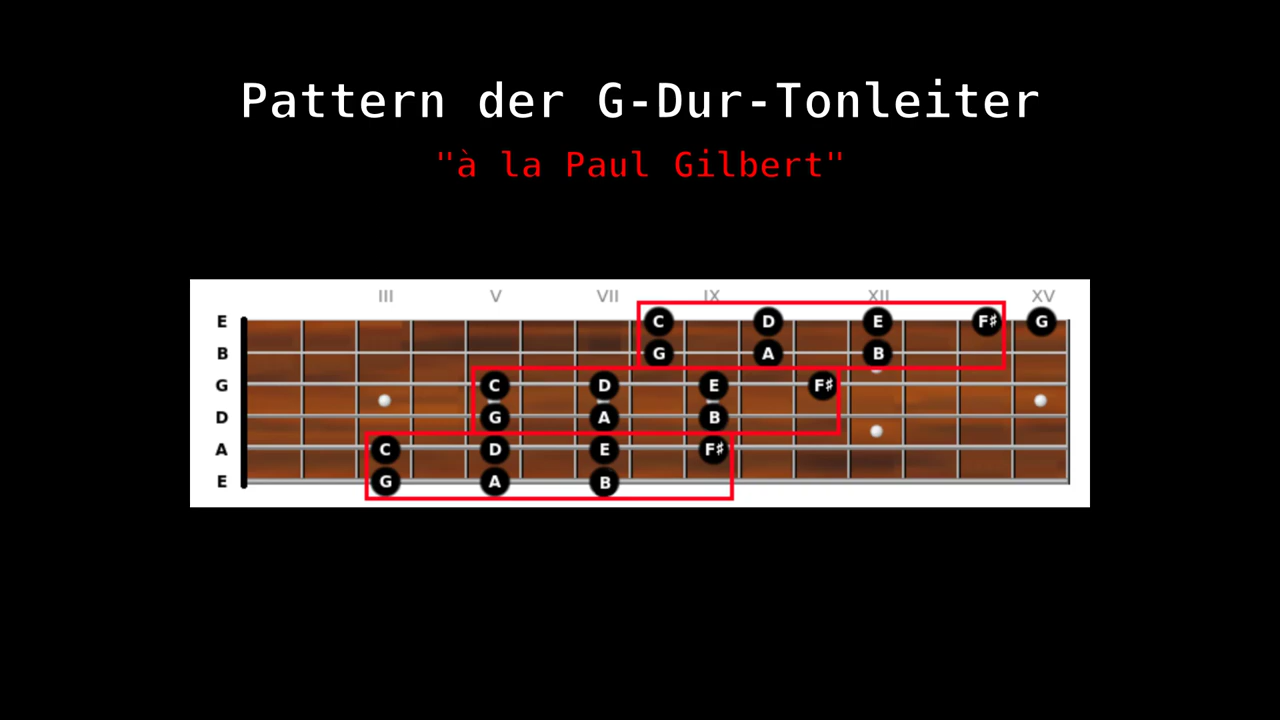 Pattern der G-Dur-Tonleiter
"à la Paul Gilbert"
III V VII IX XII XV
E C D E F♯ G
B G A B
G C D E F♯
D G A B
A C D E F♯
E G A B